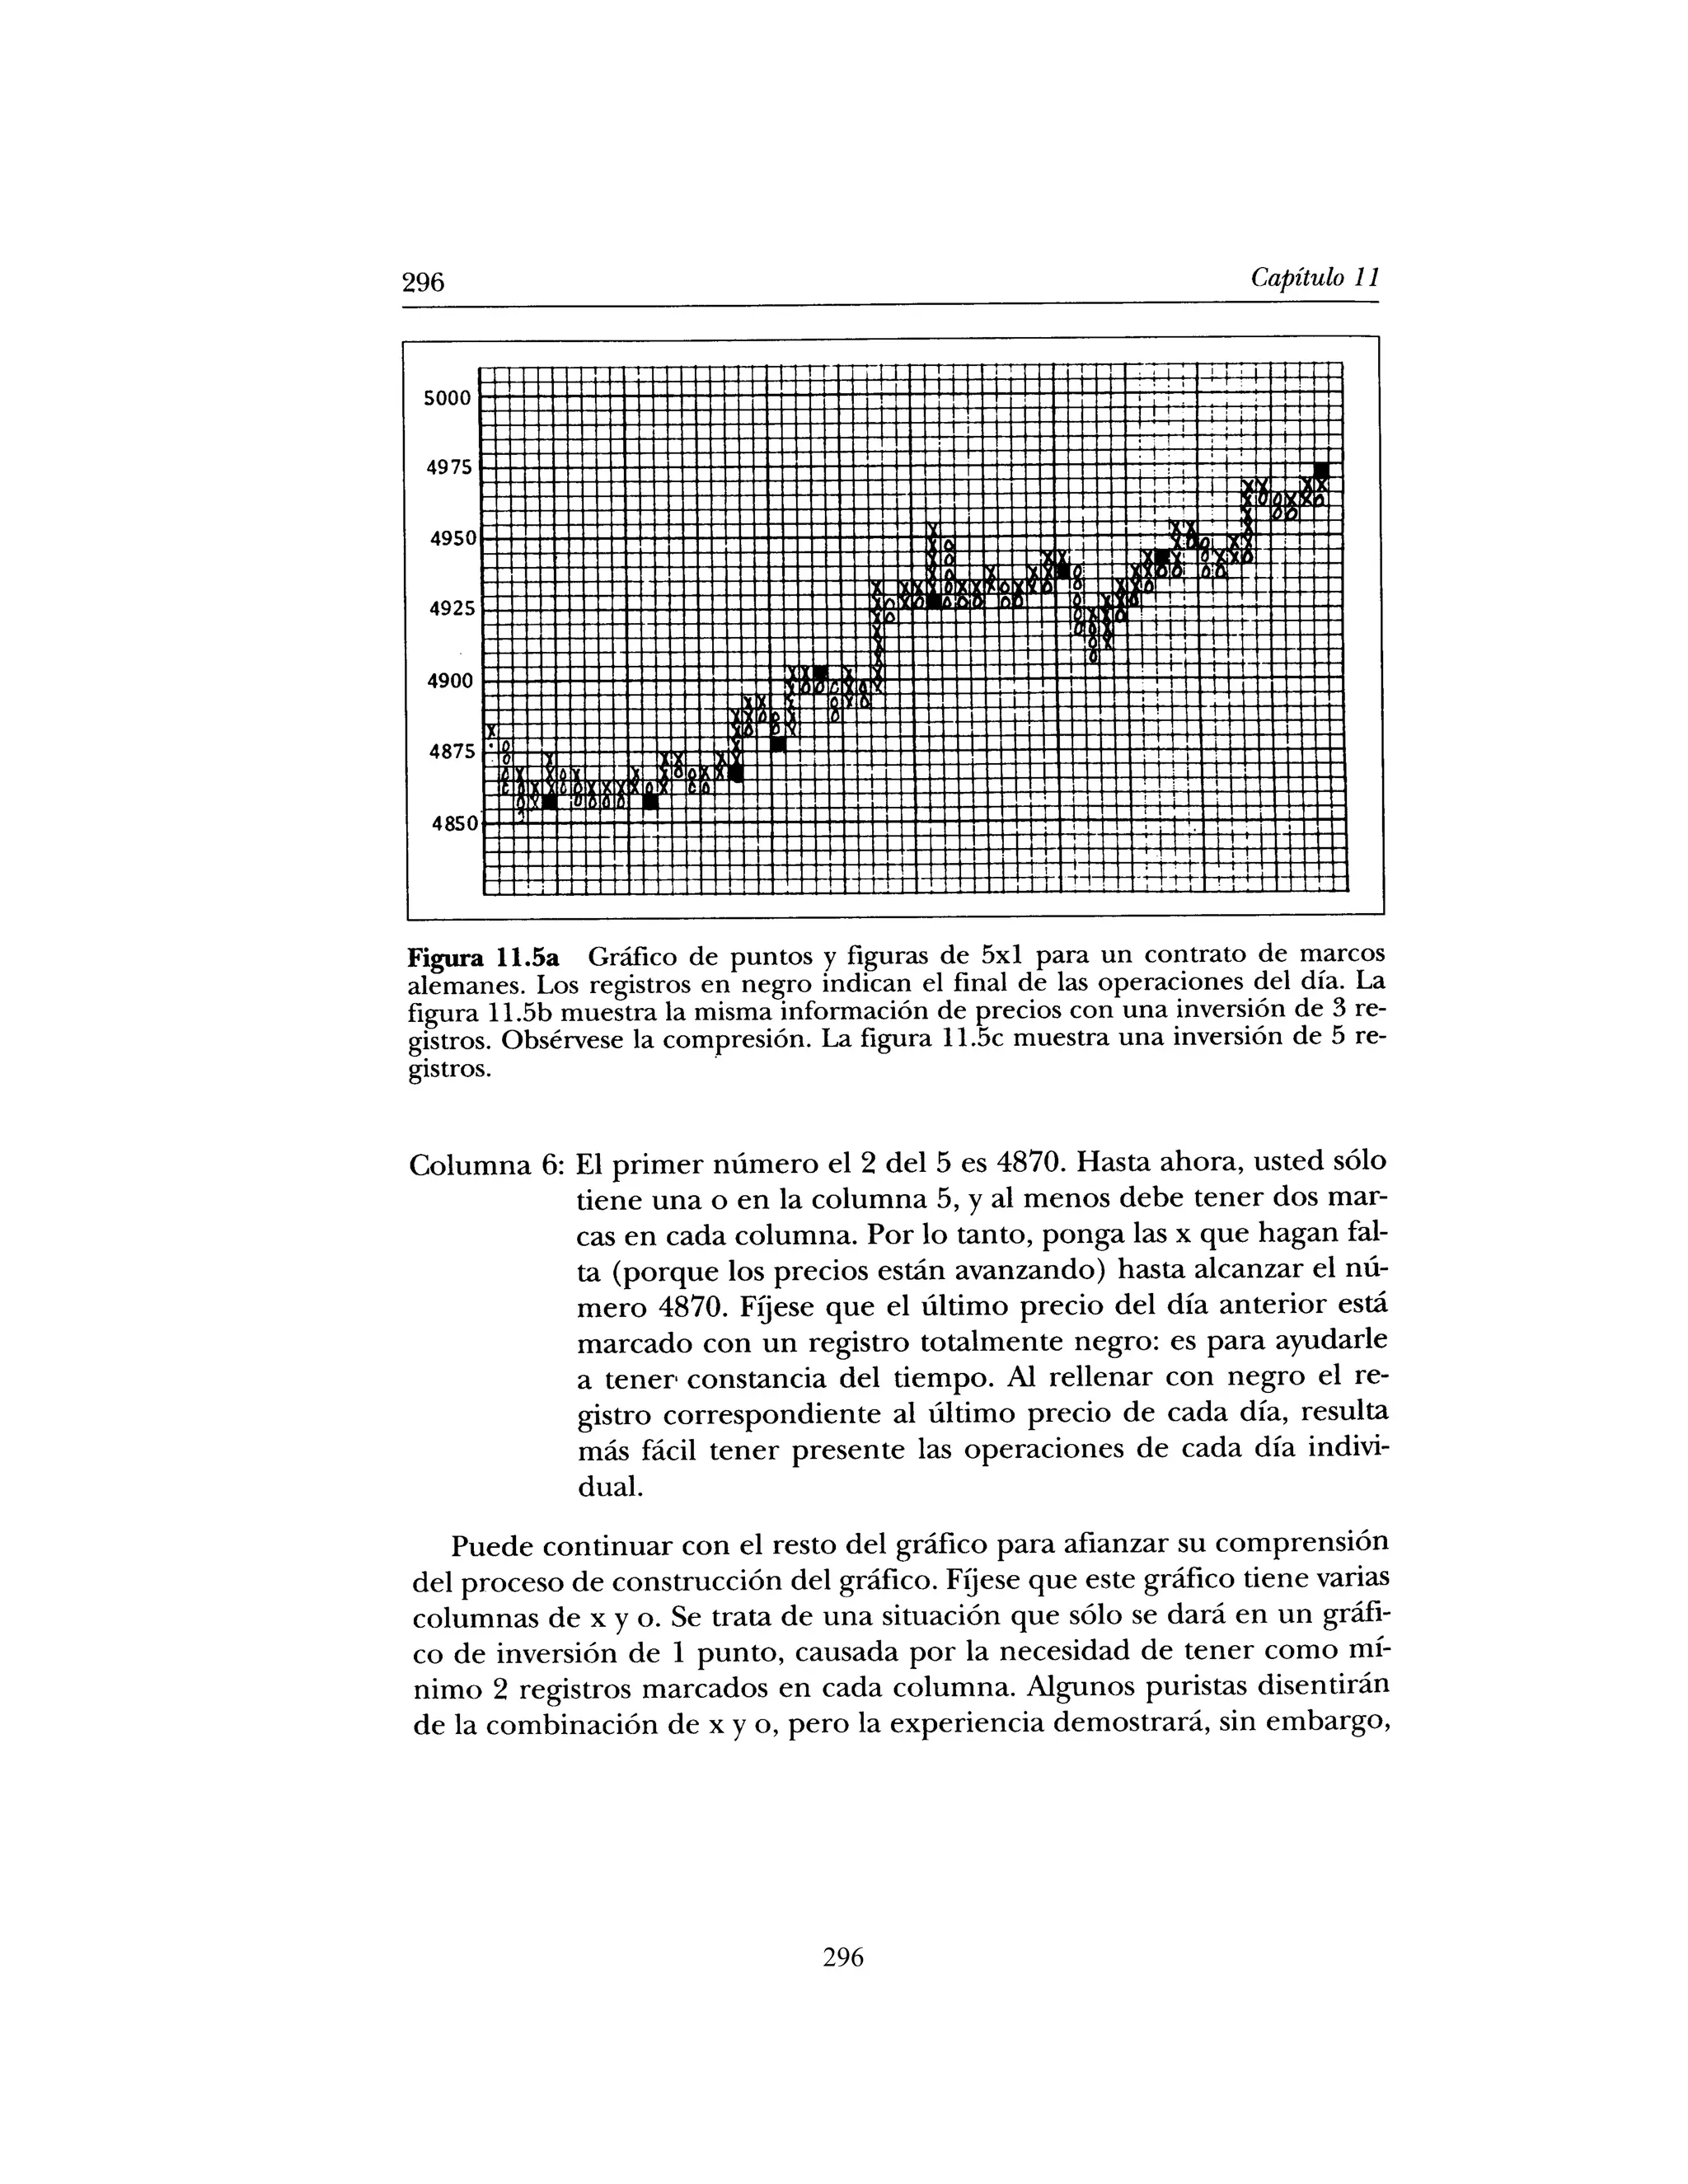 296
Capítulo 11
5000
4975
4950
4925
4900
4875
4850
Figura 11.5a Gráfico de puntos y figuras de 5x1 para un contrato de marcos
alemanes. Los registros en negro indican el final de las operaciones del día. La
figura 11.5b muestra la misma información de precios con una inversión de 3 re-
gistros. Obsérvese la compresión. La figura 11.5c muestra una inversión de 5 re-
gistros.
Columna 6: El primer número el 2 del 5 es 4870. Hasta ahora, usted sólo
tiene una o en la columna 5, y al menos debe tener dos mar-
cas en cada columna. Por lo tanto, ponga las x que hagan fal-
ta (porque los precios están avanzando) hasta alcanzar el nú-
mero 4870. Fíjese que el último precio del día anterior está
marcado con un registro totalmente negro: es para ayudarle
a tener constancia del tiempo. Al rellenar con negro el re-
gistro correspondiente al último precio de cada día, resulta
más fácil tener presente las operaciones de cada día indivi-
dual.
Puede continuar con el resto del gráfico para afianzar su comprensión
del proceso de construcción del gráfico. Fíjese que este gráfico tiene varias
columnas de x y o. Se trata de una situación que sólo se dará en un gráfi-
co de inversión de 1 punto, causada por la necesidad de tener como mí-
nimo 2 registros marcados en cada columna. Algunos puristas disentirán
de la combinación de x y o, pero la experiencia demostrará, sin embargo,
296